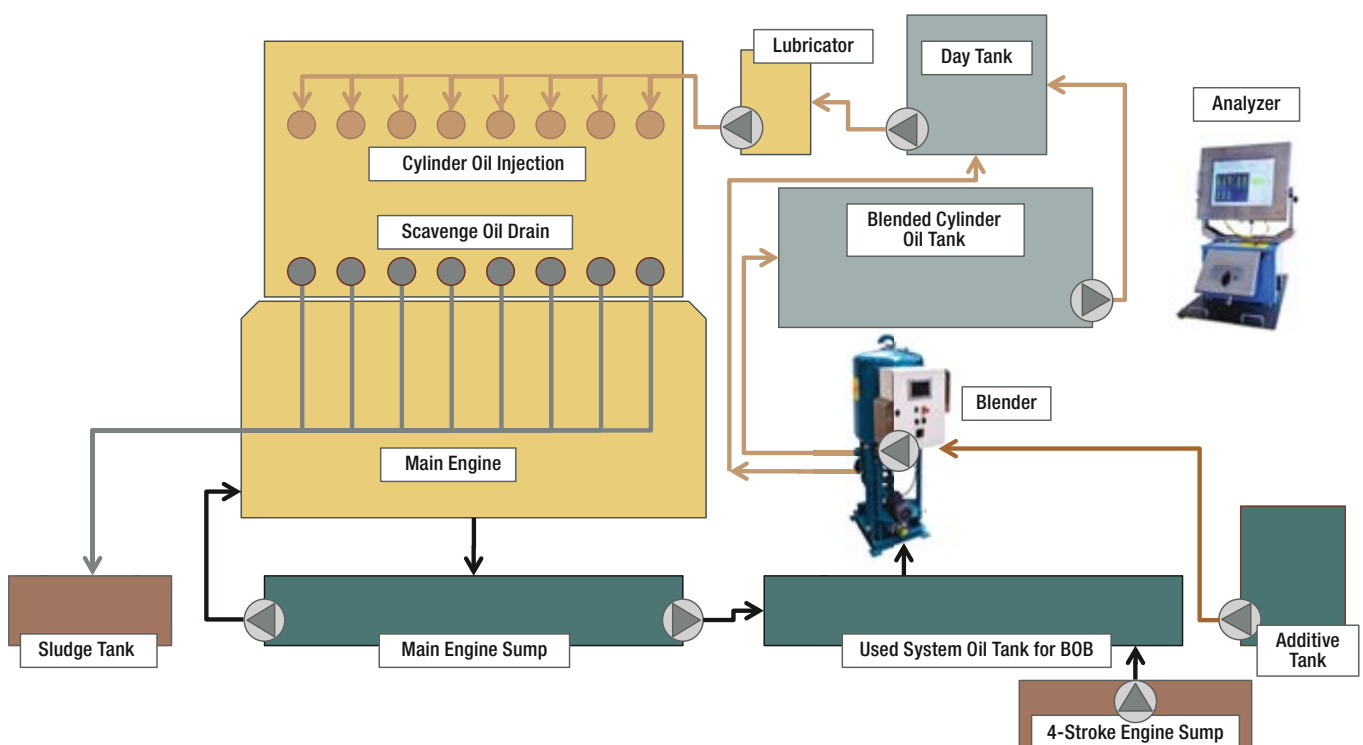 Lubricator
Day Tank
Analyzer
Cylinder Oil Injection
Scavenge Oil Drain
Blended Cylinder
Oil Tank
Blender
Main Engine
Sludge Tank
Main Engine Sump
Used System Oil Tank for BOB
Additive
Tank
4-Stroke Engine Sump